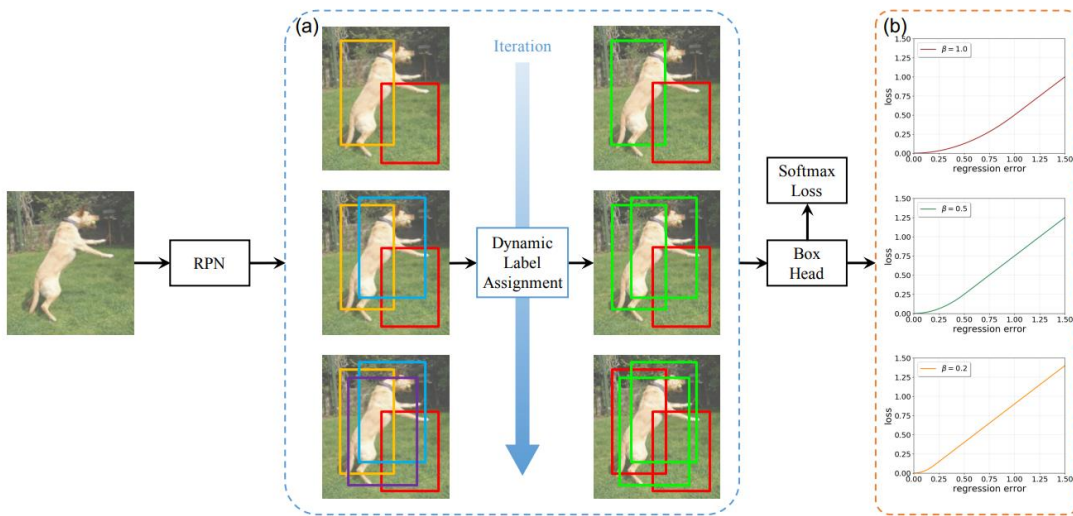 (a)
Iteration
RPN
Dynamic
Label
Assignment
Softmax
Loss
Box
Head
(b)
1.50
1.25
1.00
0.75
0.50
0.25
0.00
loss
β = 1.0
0.00 0.25 0.50 0.75 1.00 1.25 1.50
regression error
1.50
1.25
1.00
0.75
0.50
0.25
0.00
loss
β = 0.5
0.00 0.25 0.50 0.75 1.00 1.25 1.50
regression error
1.50
1.25
1.00
0.75
0.50
0.25
0.00
loss
β = 0.2
0.00 0.25 0.50 0.75 1.00 1.25 1.50
regression error